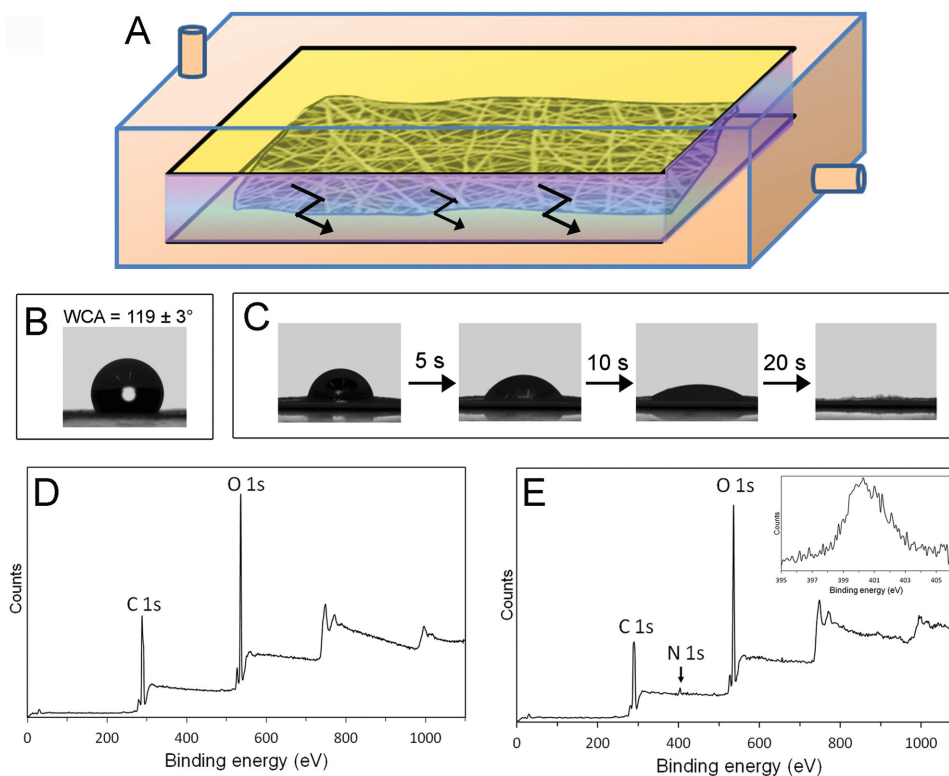 A
B
WCA = 119 ± 3°
C
5 s
10 s
20 s
D
O 1s
C 1s
Counts
0
200
400
600
800
1000
Binding energy (eV)
E
O 1s
C 1s
N 1s
Counts
395
397
399
401
403
405
Binding energy (eV)
0
200
400
600
800
1000
Binding energy (eV)